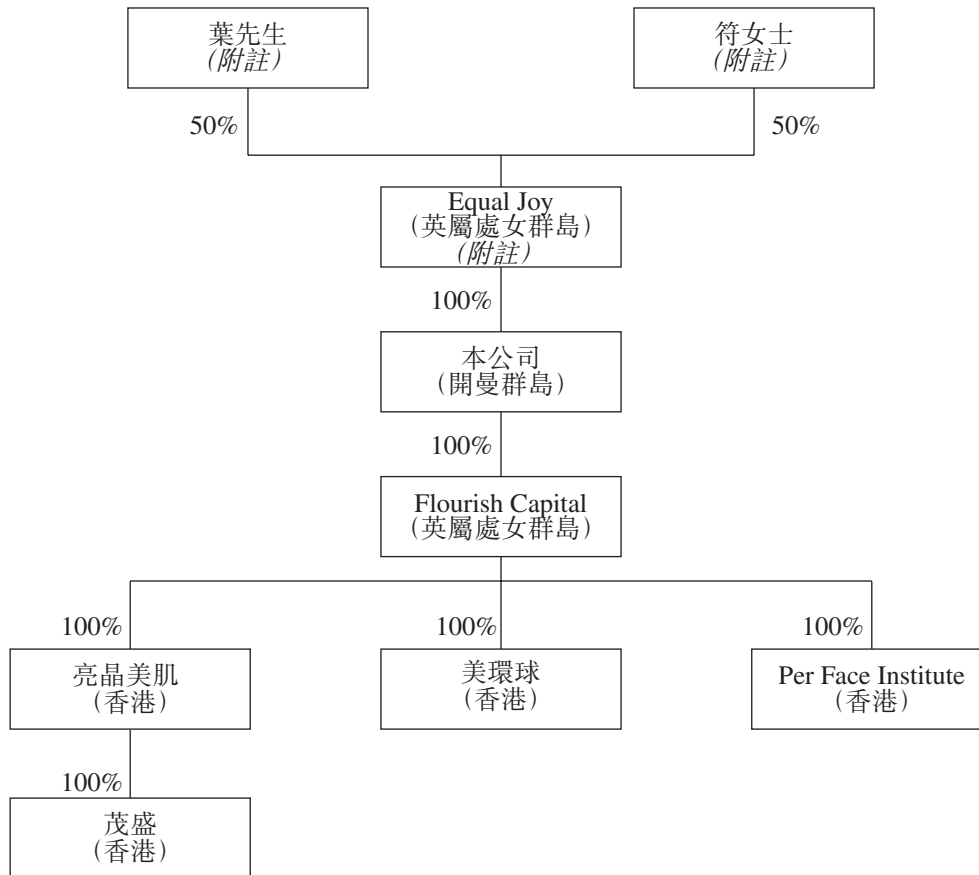 葉先生
(附註)
符女士
(附註)
50%
50%
Equal Joy
(英屬處女群島)
(附註)
100%
本公司
(開曼群島)
100%
Flourish Capital
(英屬處女群島)
100%
100%
100%
亮晶美肌
(香港)
美環球
(香港)
Per Face Institute
(香港)
100%
茂盛
(香港)